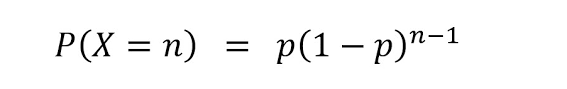 P(X = n) = p(1 − p)ⁿ⁻¹